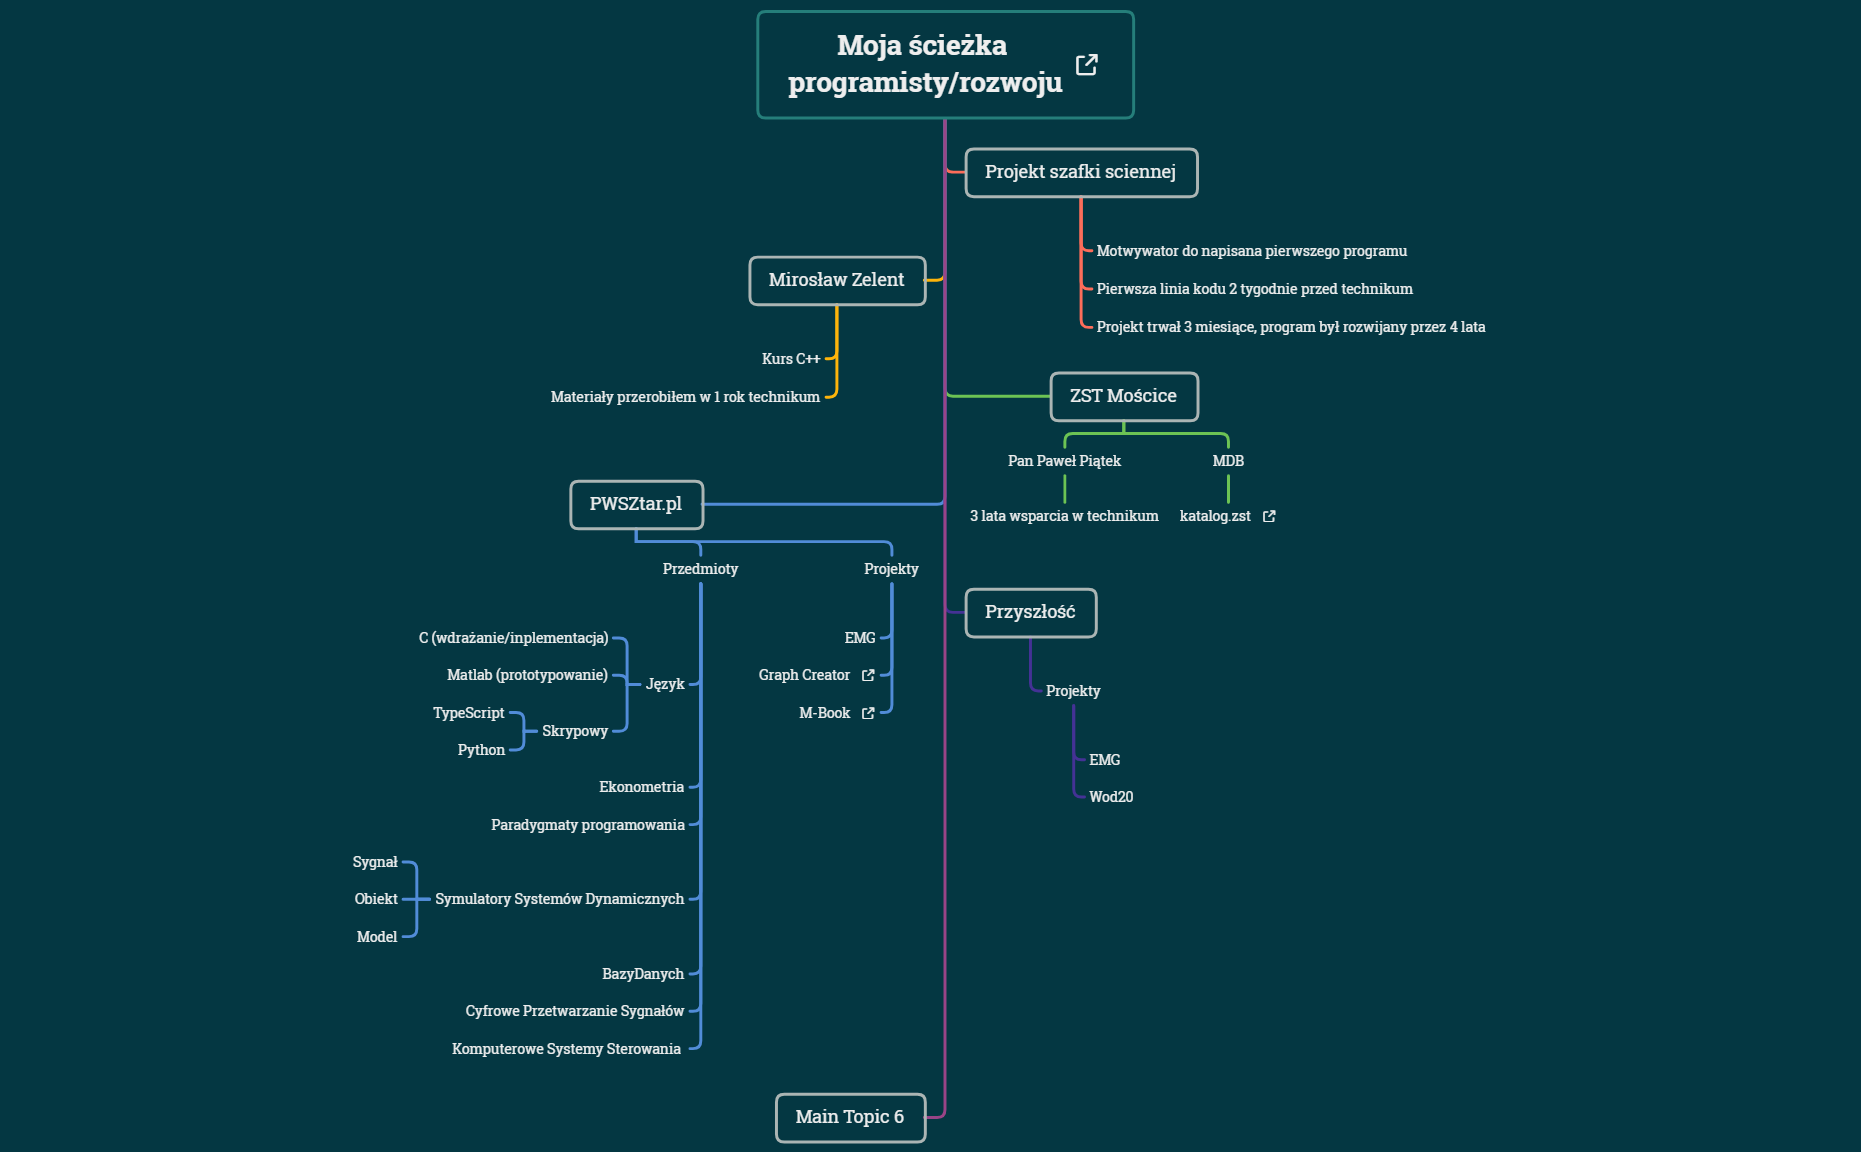 Moja ścieżka
programisty/rozwoju
Projekt szafki sciennej
Motwywator do napisana pierwszego programu
Pierwsza linia kodu 2 tygodnie przed technikum
Projekt trwał 3 miesiące, program był rozwijany przez 4 lata
Mirosław Zelent
Kurs C++
Materiały przerobiłem w 1 rok technikum
ZST Mościce
Pan Paweł Piątek
MDB
3 lata wsparcia w technikum
katalog.zst
PWSZtar.pl
Przedmioty
Projekty
C (wdrażanie/inplementacja)
Matlab (prototypowanie)
Język
TypeScript
Skrypowy
Python
Ekonometria
Paradygmaty programowania
Sygnał
Obiekt
Symulatory Systemów Dynamicznych
Model
BazyDanych
Cyfrowe Przetwarzanie Sygnałów
Komputerowe Systemy Sterowania
EMG
Graph Creator
M-Book
Przyszłość
Projekty
EMG
Wod20
Main Topic 6